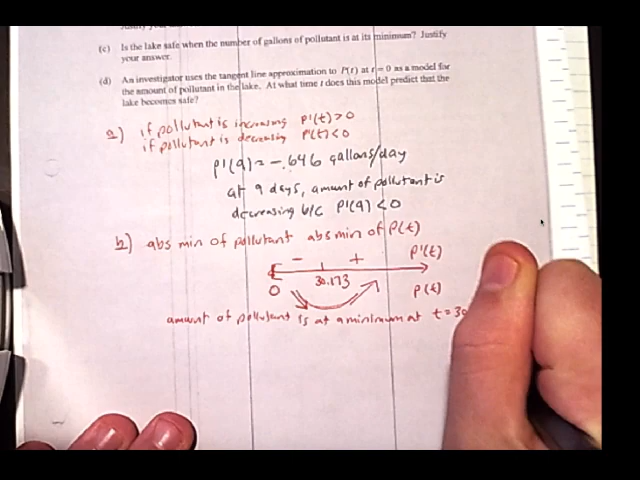 (c) Is the lake safe when the number of gallons of pollutant is at its minimum? Justify
your answer.
(d) An investigator uses the tangent line approximation to P(t) at t = 0 as a model for
the amount of pollutant in the lake. At what time t does this model predict that the
lake becomes safe?
a) if pollutant is increasing P'(t) > 0
if pollutant is decreasing P'(t) < 0
P'(9) = -.646 gallons/day
at 9 days, amount of pollutant is
decreasing b/c P'(9) < 0
b) abs min of pollutant abs min of P(t)
- + P'(t)
0 30.173 P(t)
amount of pollutant is at a minimum at t = 30